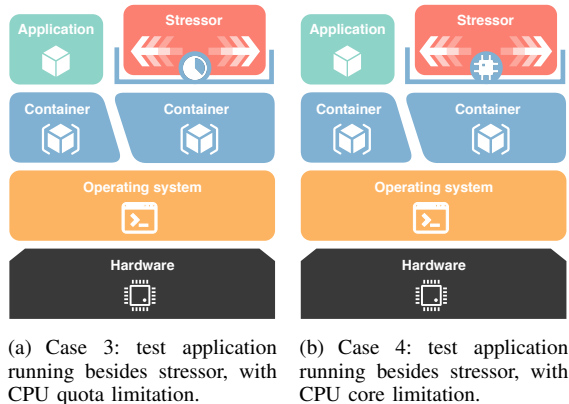 Application
Stressor
Container
Container
Operating system
Hardware
(a) Case 3: test application
running besides stressor, with
CPU quota limitation.
Application
Stressor
Container
Container
Operating system
Hardware
(b) Case 4: test application
running besides stressor, with
CPU core limitation.